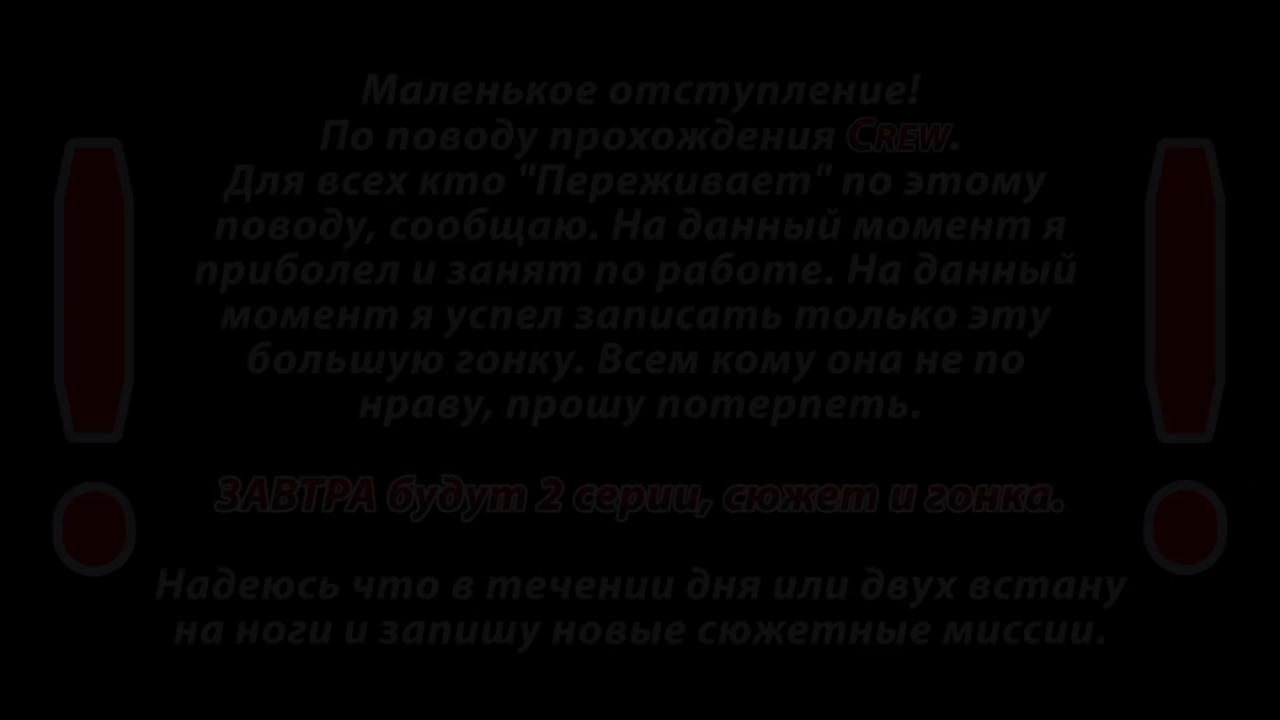 Маленькое отступление!
По поводу прохождения CREW.
Для всех кто "Переживает" по этому
поводу, сообщаю. На данный момент я
приболел и занят по работе. На данный
момент я успел записать только эту
большую гонку. Всем кому она не по
нраву, прошу потерпеть.
ЗАВТРА будут 2 серии, сюжет и гонка.
Надеюсь что в течении дня или двух встану
на ноги и запишу новые сюжетные миссии.